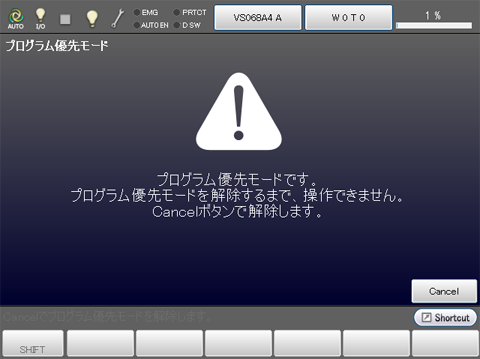 AUTO
I/O
EMG
PRTCT
AUTO EN
D SW
VS068A4 A
W 0 T 0
1 %
プログラム優先モード
プログラム優先モードです。
プログラム優先モードを解除するまで、操作できません。
Cancelボタンで解除します。
Cancel
Cancelでプログラム優先モードを解除します。
Shortcut
SHIFT